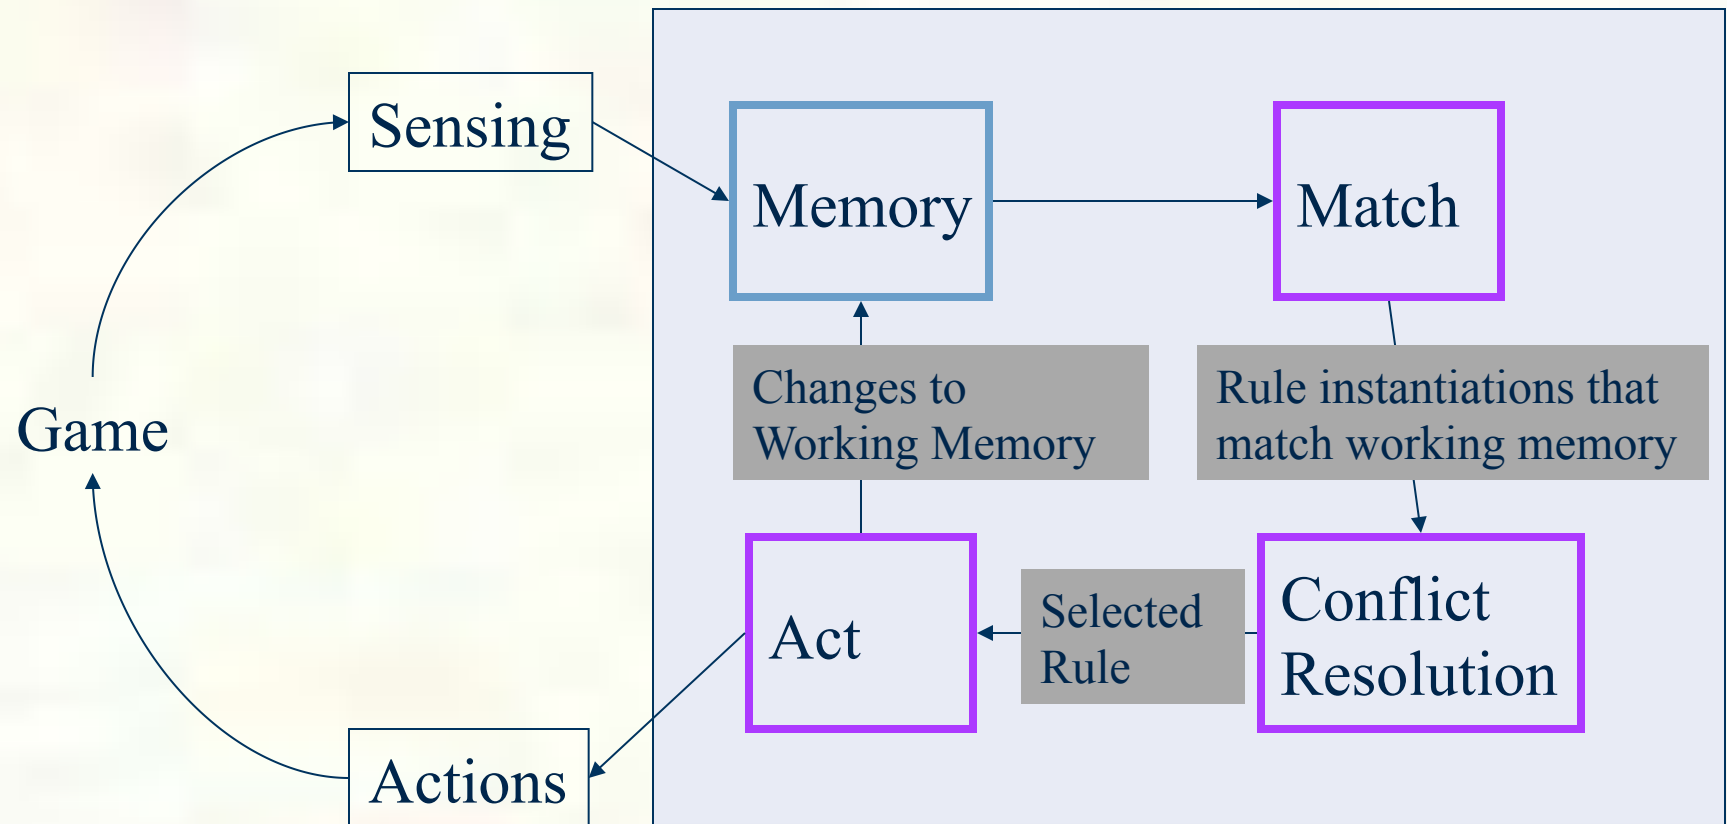 Sensing
Memory
Match
Changes to
Working Memory
Rule instantiations that
match working memory
Game
Act
Selected
Rule
Conflict
Resolution
Actions